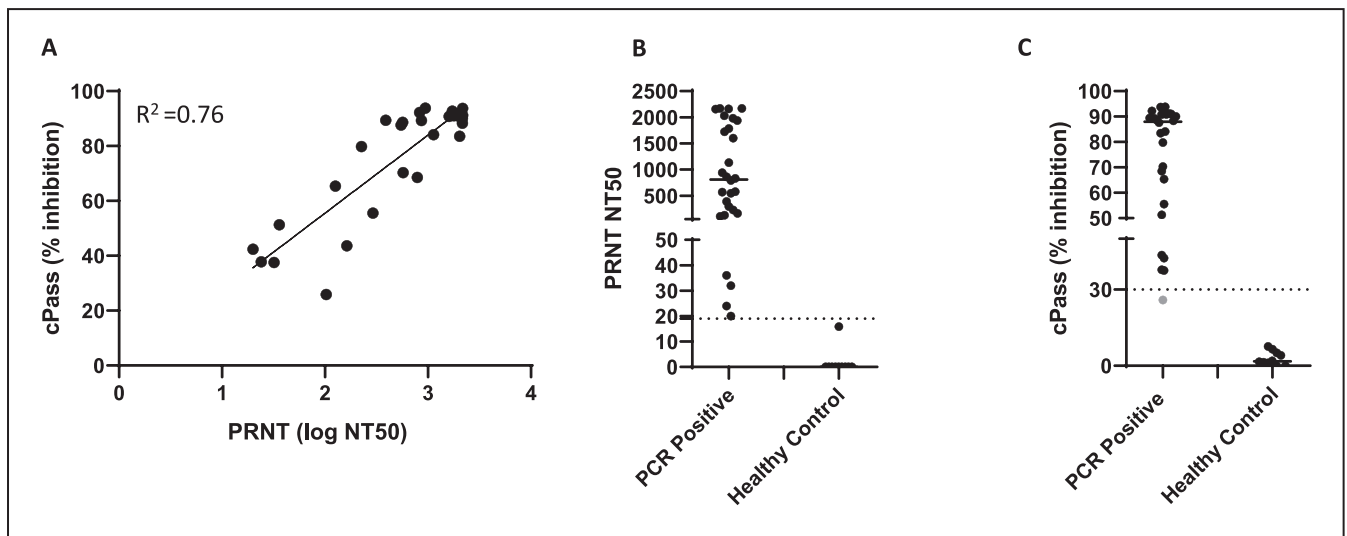 A
B
C
R² =0.76
cPass (% inhibition)
100
80
60
40
20
0
0 1 2 3 4
PRNT (log NT50)
PRNT NT50
2500
2000
1500
1000
500
50
40
30
20
10
0
PCR Positive
Healthy Control
cPass (% inhibition)
100
90
80
70
60
50
30
0
PCR Positive
Healthy Control